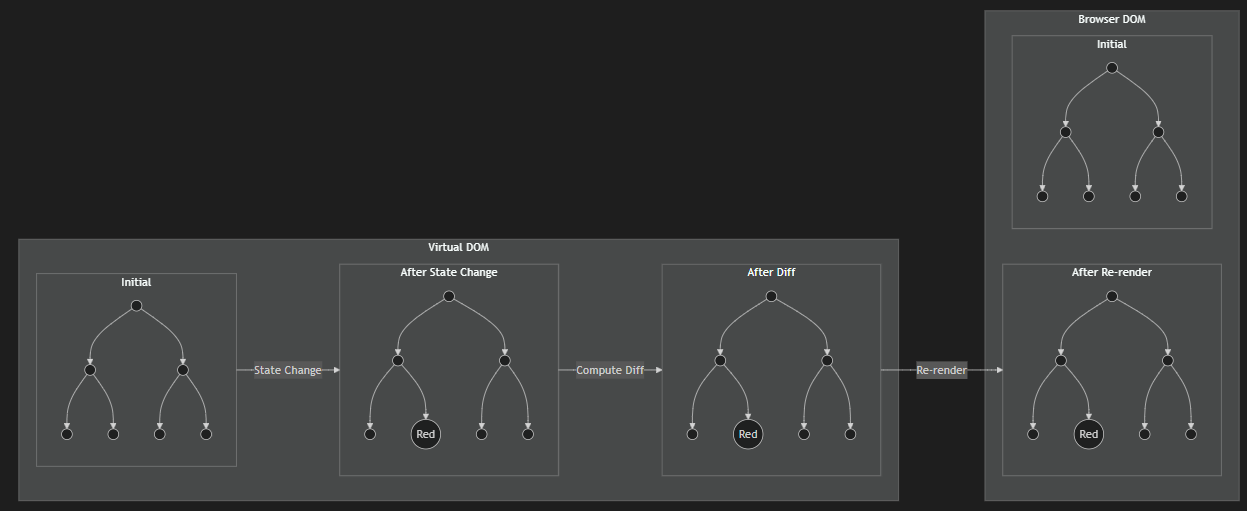 Browser DOM
Initial
Virtual DOM
Initial
State Change
After State Change
Red
Compute Diff
After Diff
Red
Re-render
After Re-render
Red